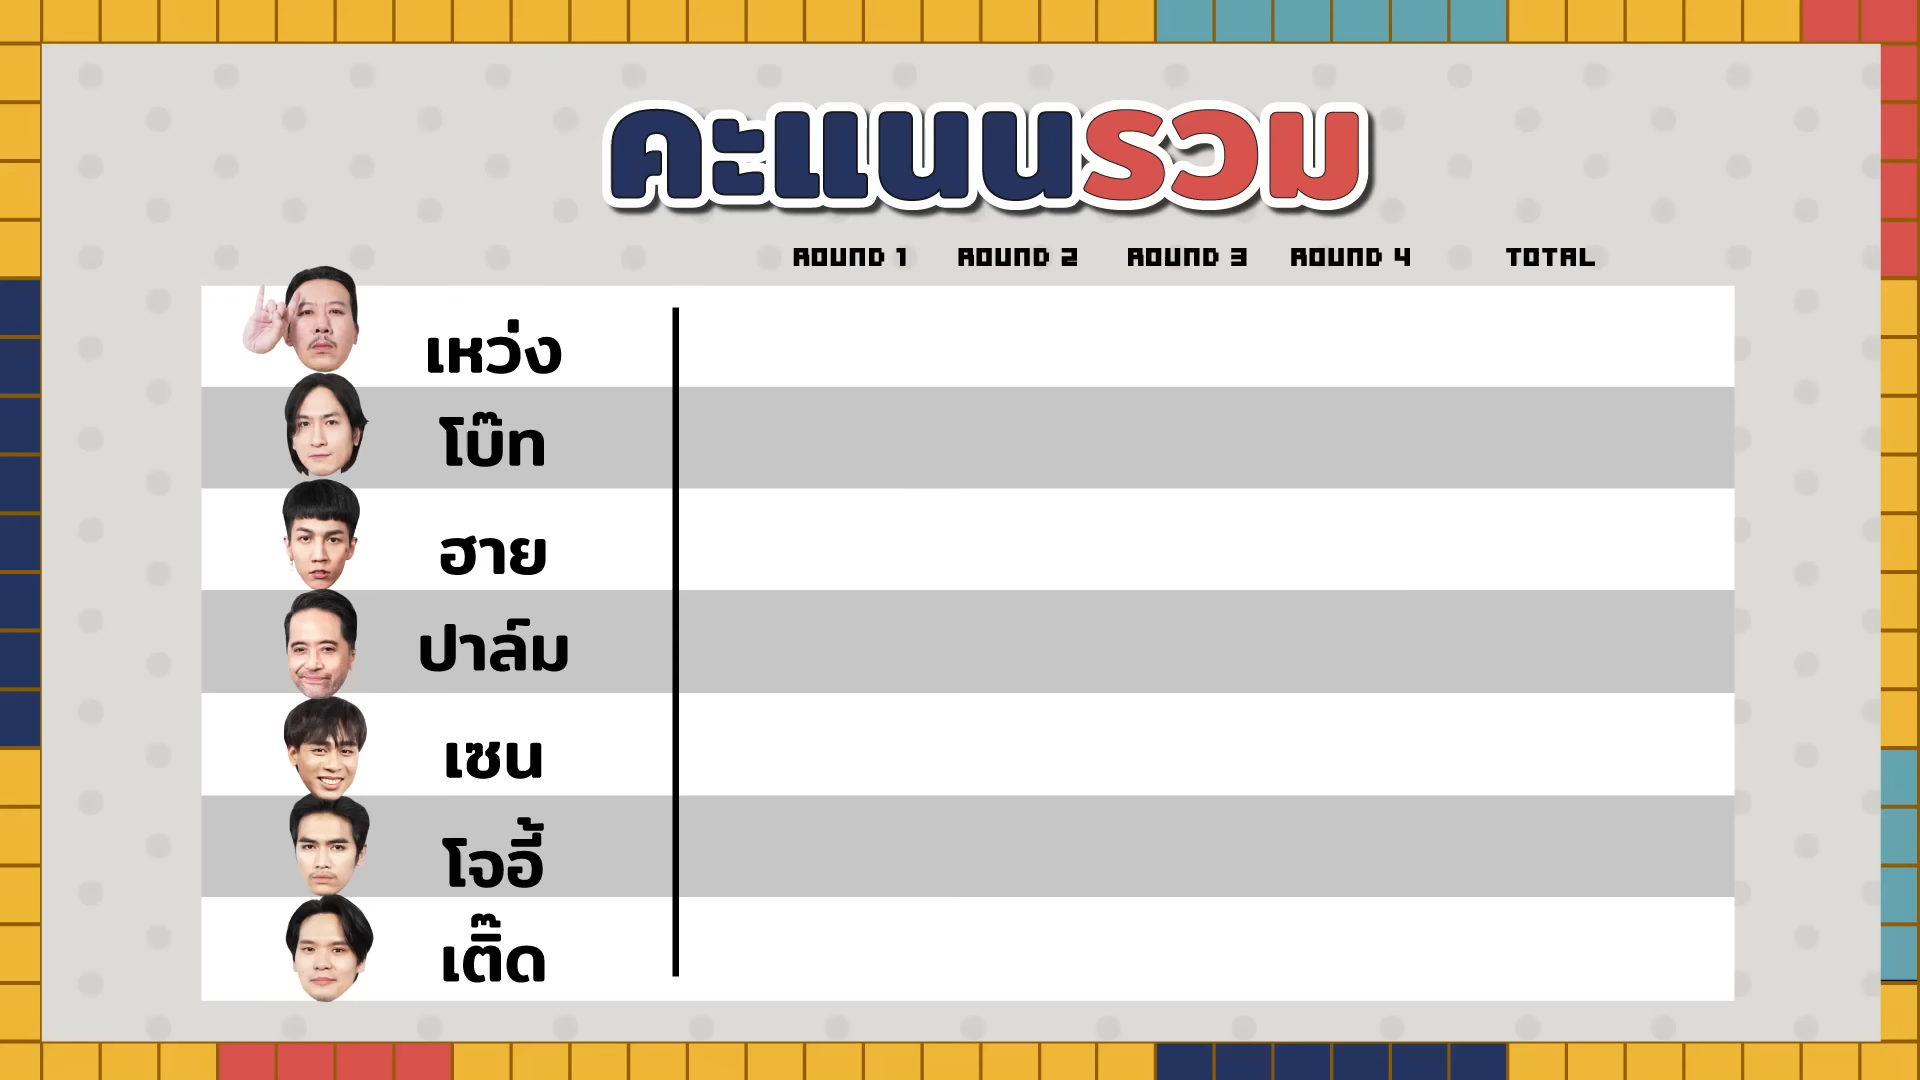 คะแนนรวม
ROUND 1 ROUND 2 ROUND 3 ROUND 4 TOTAL
เหว่ง
โบ๊ท
ฮาย
ปาล์ม
เซน
โจอี้
เติ๊ด